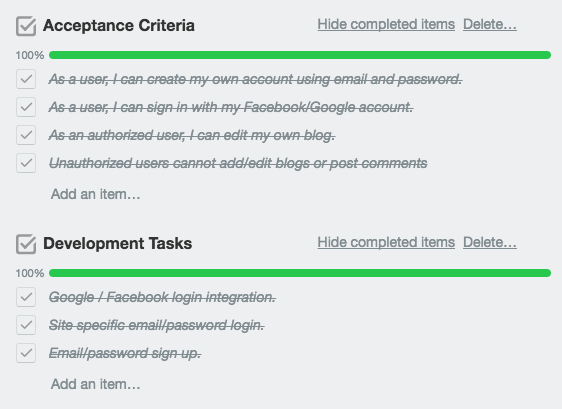 Acceptance Criteria Hide completed items Delete…
100%
As a user, I can create my own account using email and password.
As a user, I can sign in with my Facebook/Google account.
As an authorized user, I can edit my own blog.
Unauthorized users cannot add/edit blogs or post comments
Add an item…
Development Tasks Hide completed items Delete…
100%
Google / Facebook login integration.
Site specific email/password login.
Email/password sign up.
Add an item…